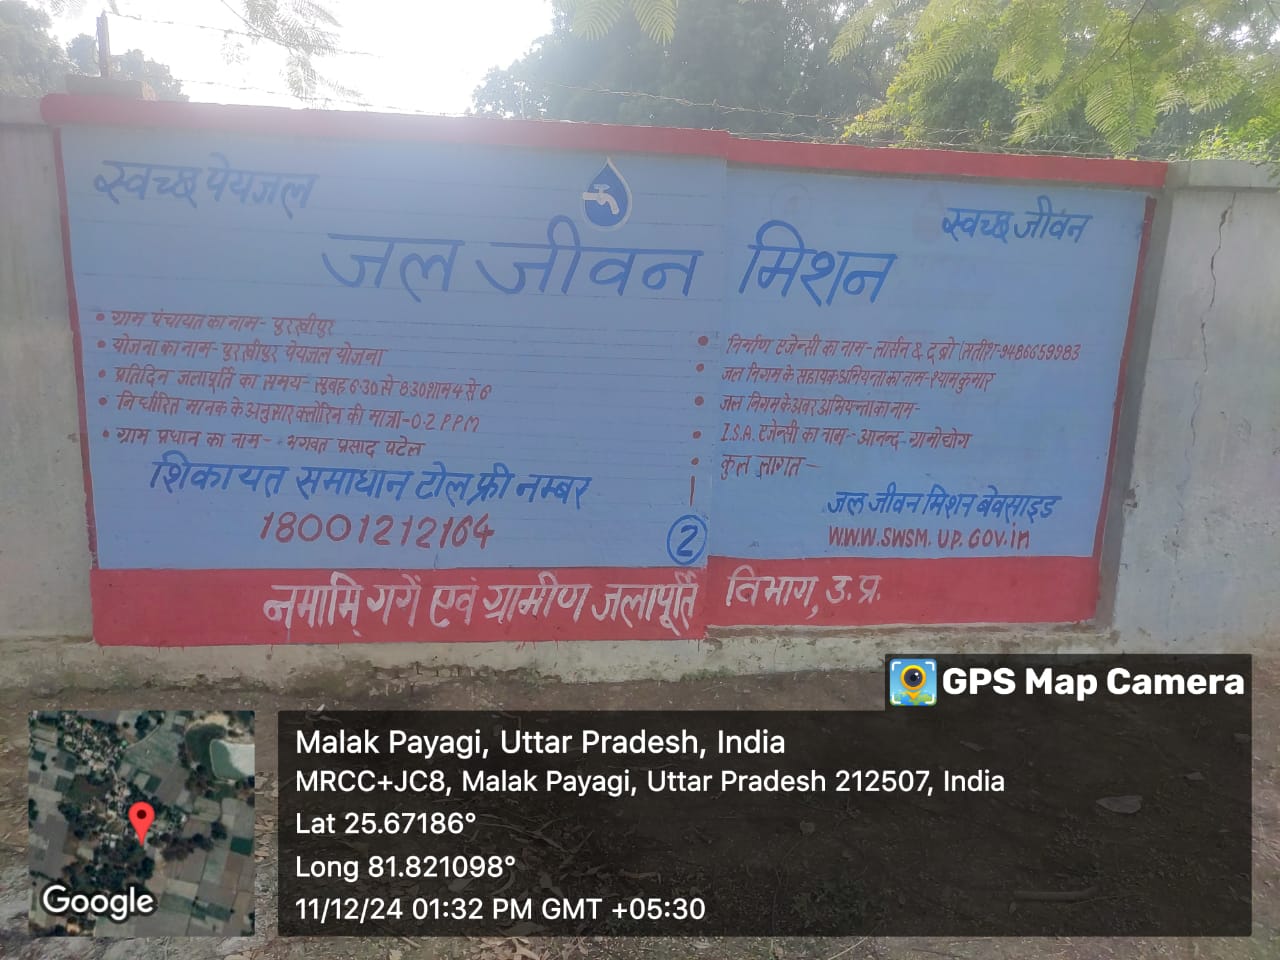 स्वच्छ पेयजल
स्वच्छ जीवन
जल जीवन मिशन
• ग्राम पंचायत का नाम- पुरखीपुर
• योजना का नाम- पुरखीपुर पेयजल योजना
• प्रतिदिन जलापूर्ति का समय- सुबह 6:30 से 8:30 शाम 4 से 6
• निर्धारित मानक के अनुसार क्लोरिन की मात्रा-0.2 PPM
• ग्राम प्रधान का नाम- भगवत प्रसाद पटेल
शिकायत समाधान टोल फ्री नम्बर
18001212164
• निर्माण एजेन्सी का नाम- लार्सन & टूब्रो (सतीश)-9486659983
• जल निगम के सहायक अभियन्ता का नाम-श्याम कुमार
• जल निगम के अवर अभियन्ता का नाम-
• I.S.A. एजेन्सी का नाम- आनन्द-ग्रामोद्योग
• कुल लागत-
जल जीवन मिशन बेवसाइड
WWW.SWSM.UP.GOV.in
2
नमामि गगें एवं ग्रामीण जलापूर्ति विभाग, उ.प्र.
GPS Map Camera
Malak Payagi, Uttar Pradesh, India
MRCC+JC8, Malak Payagi, Uttar Pradesh 212507, India
Lat 25.67186°
Long 81.821098°
11/12/24 01:32 PM GMT +05:30
Google